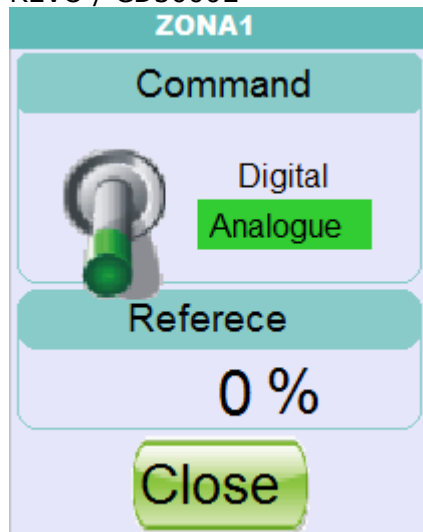 ZONA1
Command
Digital
Analogue
Referece
0 %
Close